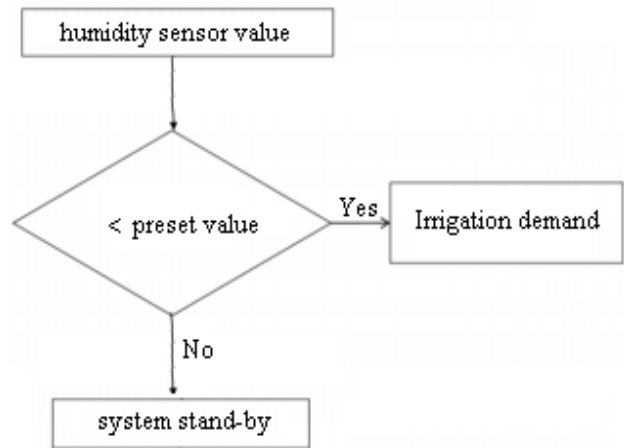 humidity sensor value
< preset value
Yes
Irrigation demand
No
system stand-by